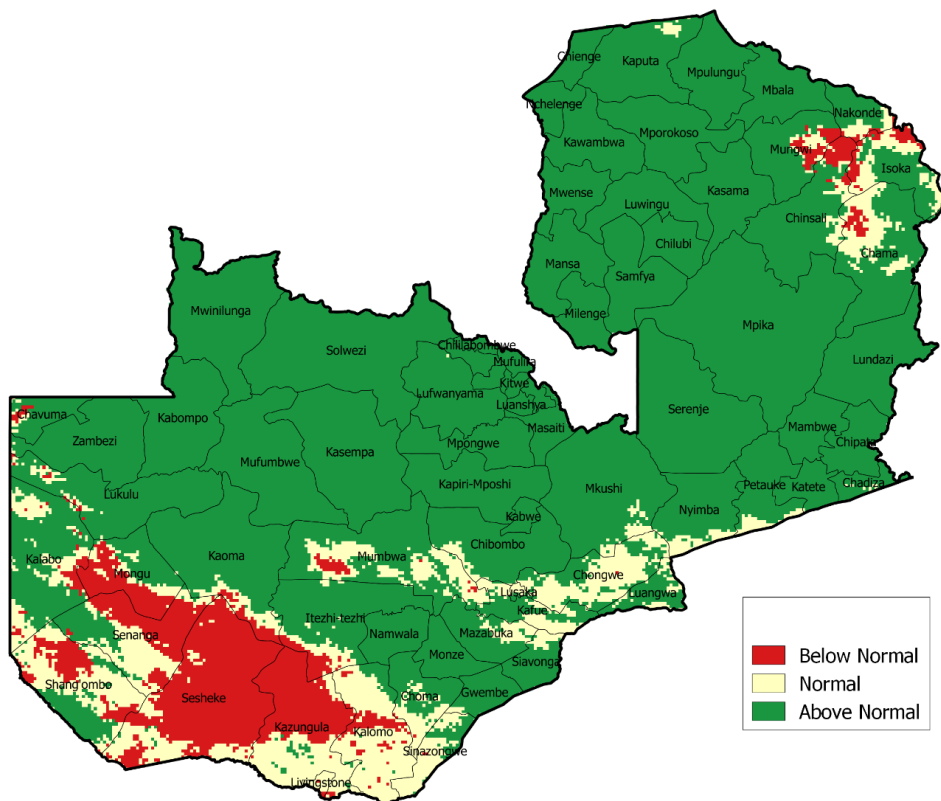 Chienge
Kaputa
Mpulungu
Mbala
Nchelenge
Nakonde
Kawambwa
Mporokoso
Mungwi
Isoka
Mwense
Kasama
Luwingu
Chinsali
Chilubi
Chama
Mansa
Samfya
Milenge
Mwinilunga
Mpika
Solwezi
Chililabombwe
Mufulira
Lundazi
Kitwe
Lufwanyama
Luanshya
Kabompo
Chavuma
Serenje
Masaiti
Mambwe
Zambezi
Chipata
Mpongwe
Kasempa
Mufumbwe
Kapiri-Mposhi
Mkushi
Petauke
Katete
Chadiza
Lukulu
Nyimba
Kabwe
Chibombo
Kaoma
Mumbwa
Kalabo
Mongu
Chongwe
Lusaka
Luangwa
Kafue
Itezhi-tezhi
Senanga
Namwala
Mazabuka
Monze
Siavonga
Shang'ombo
Sesheke
Choma
Gwembe
Kazungula
Kalomo
Sinazongwe
Livingstone
Below Normal
Normal
Above Normal